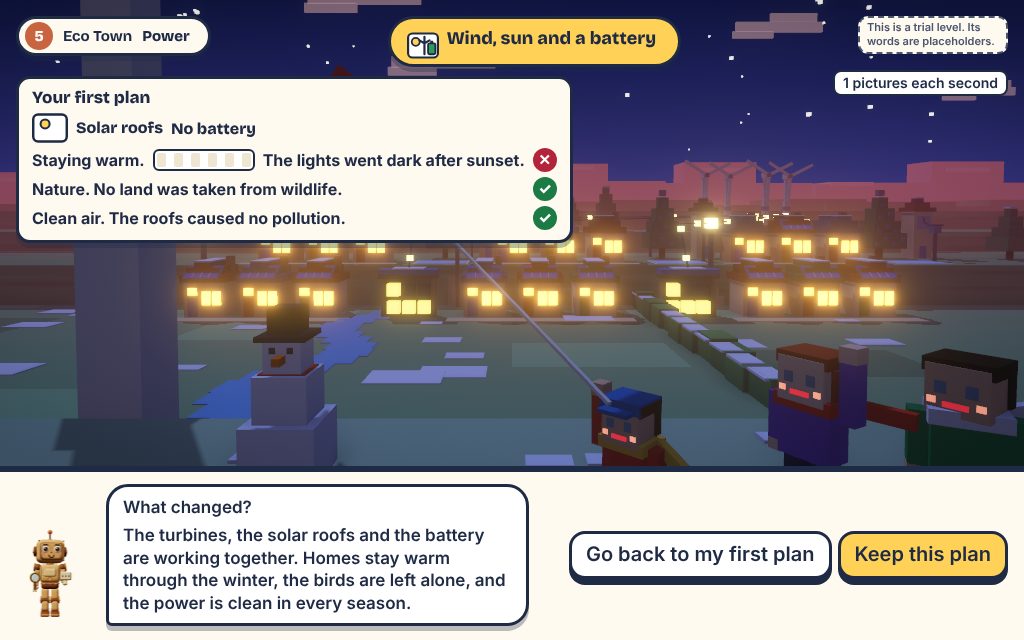 5 Eco Town Power
Wind, sun and a battery
This is a trial level. Its
words are placeholders.
1 pictures each second
Your first plan
Solar roofs No battery
Staying warm. The lights went dark after sunset.
Nature. No land was taken from wildlife.
Clean air. The roofs caused no pollution.
What changed?
The turbines, the solar roofs and the battery
are working together. Homes stay warm
through the winter, the birds are left alone, and
the power is clean in every season.
Go back to my first plan
Keep this plan